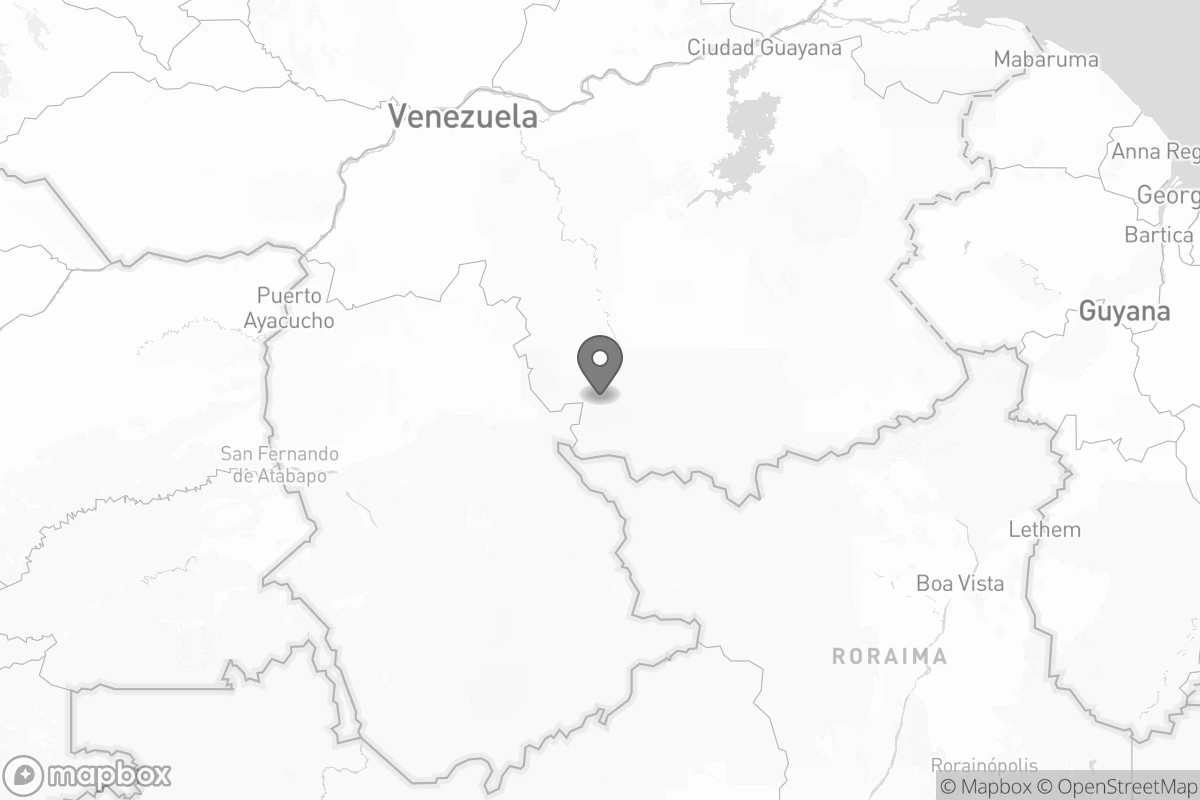 Ciudad Guayana
Mabaruma
Venezuela
Anna Reg
Georg
Bartica
Puerto
Ayacucho
Guyana
San Fernando
de Atabapo
Lethem
Boa Vista
RORAIMA
Rorainópolis
mapbox
© Mapbox © OpenStreetMap